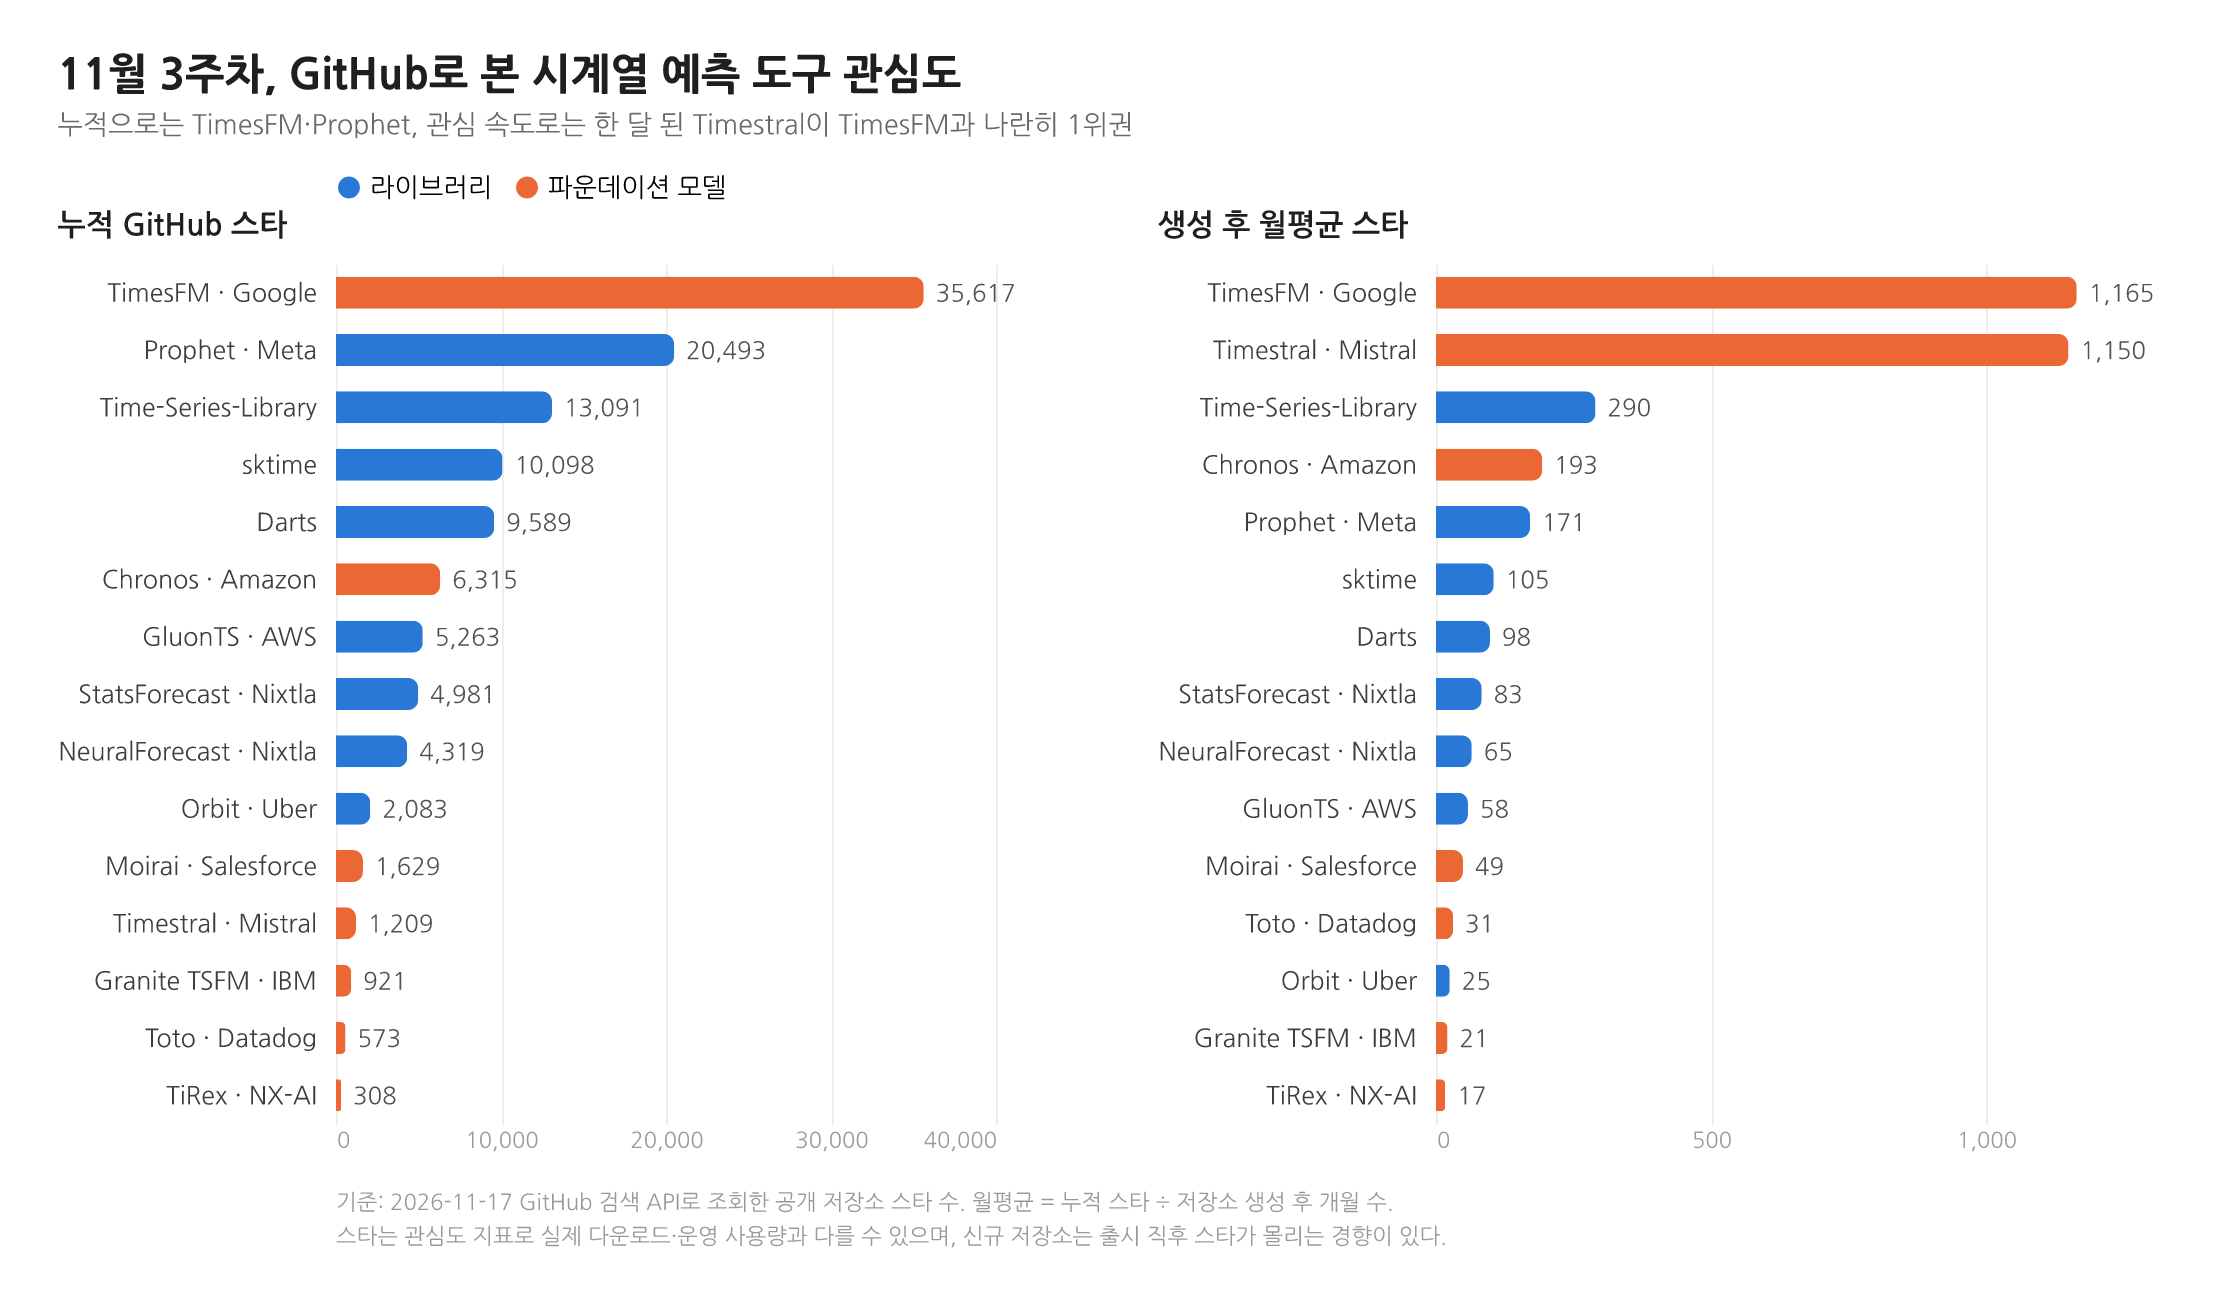 11월 3주차, GitHub로 본 시계열 예측 도구 관심도
누적으로는 TimesFM·Prophet, 관심 속도로는 한 달 된 Timestral이 TimesFM과 나란히 1위권
라이브러리
파운데이션 모델
누적 GitHub 스타
TimesFM · Google 35,617
Prophet · Meta 20,493
Time-Series-Library 13,091
sktime 10,098
Darts 9,589
Chronos · Amazon 6,315
GluonTS · AWS 5,263
StatsForecast · Nixtla 4,981
NeuralForecast · Nixtla 4,319
Orbit · Uber 2,083
Moirai · Salesforce 1,629
Timestral · Mistral 1,209
Granite TSFM · IBM 921
Toto · Datadog 573
TiRex · NX-AI 308
0 10,000 20,000 30,000 40,000
생성 후 월평균 스타
TimesFM · Google 1,165
Timestral · Mistral 1,150
Time-Series-Library 290
Chronos · Amazon 193
Prophet · Meta 171
sktime 105
Darts 98
StatsForecast · Nixtla 83
NeuralForecast · Nixtla 65
GluonTS · AWS 58
Moirai · Salesforce 49
Toto · Datadog 31
Orbit · Uber 25
Granite TSFM · IBM 21
TiRex · NX-AI 17
0 500 1,000
기준: 2026-11-17 GitHub 검색 API로 조회한 공개 저장소 스타 수. 월평균 = 누적 스타 ÷ 저장소 생성 후 개월 수.
스타는 관심도 지표로 실제 다운로드·운영 사용량과 다를 수 있으며, 신규 저장소는 출시 직후 스타가 몰리는 경향이 있다.